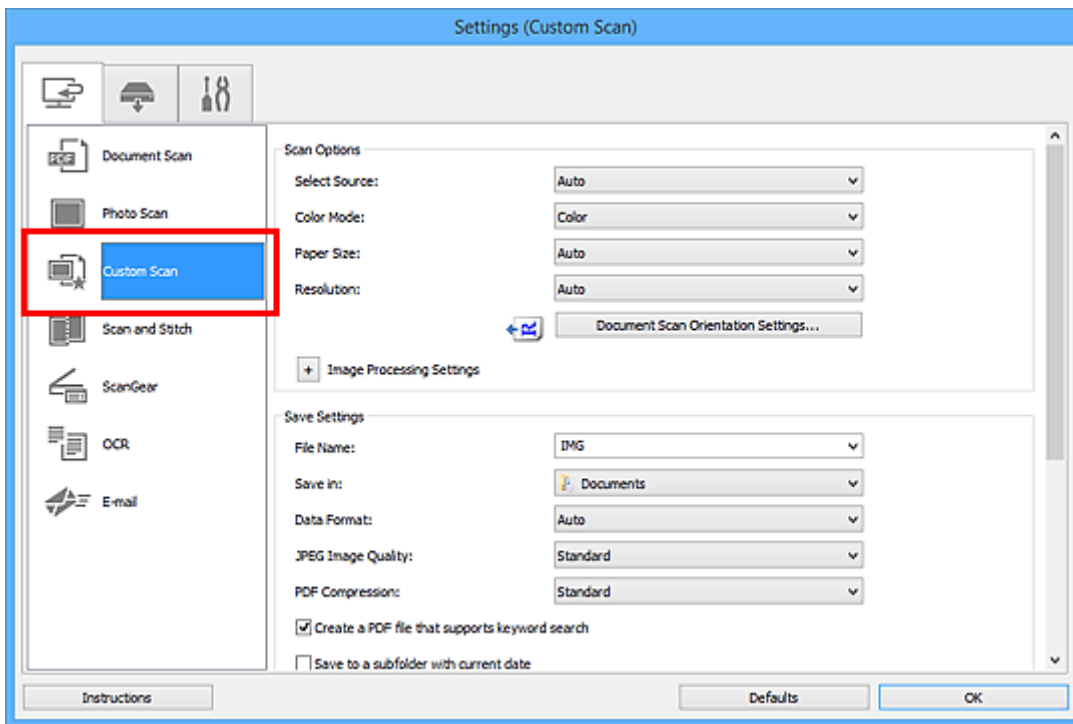 Settings (Custom Scan)
PDF
Document Scan
Photo Scan
Custom Scan
Scan and Stitch
ScanGear
OCR
E-mail
Scan Options
Select Source: Auto
Color Mode: Color
Paper Size: Auto
Resolution: Auto
R
Document Scan Orientation Settings...
+ Image Processing Settings
Save Settings
File Name: IMG
Save in: Documents
Data Format: Auto
JPEG Image Quality: Standard
PDF Compression: Standard
Create a PDF file that supports keyword search
Save to a subfolder with current date
Instructions Defaults OK